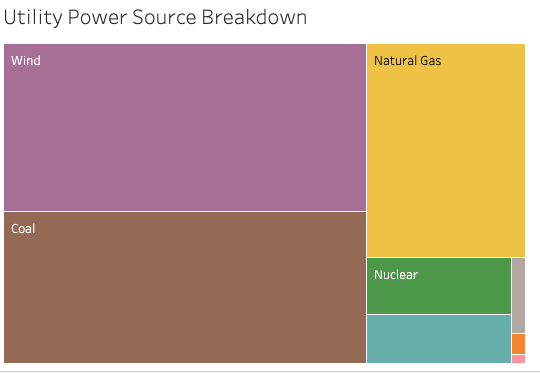 Utility Power Source Breakdown
Wind
Natural Gas
Coal
Nuclear